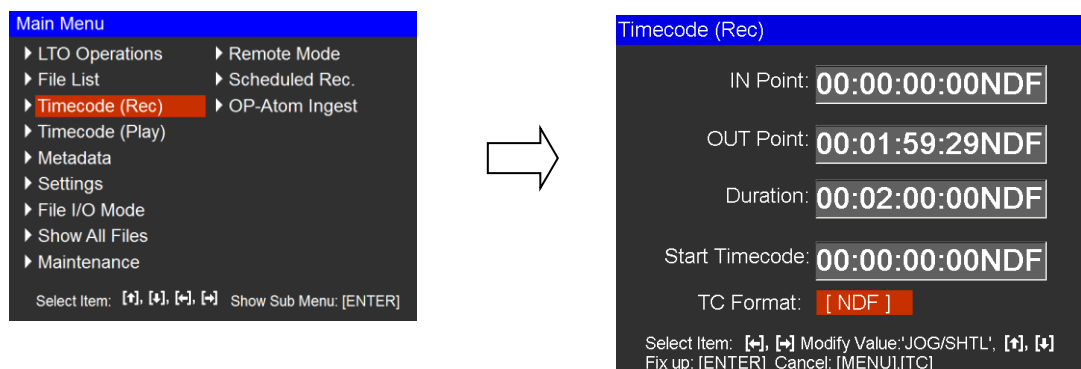 Main Menu
LTO Operations
File List
Timecode (Rec)
Timecode (Play)
Metadata
Settings
File I/O Mode
Show All Files
Maintenance
Remote Mode
Scheduled Rec.
OP-Atom Ingest
Select Item: [↑], [↓], [←], [→] Show Sub Menu: [ENTER]
Timecode (Rec)
IN Point: 00:00:00:00NDF
OUT Point: 00:01:59:29NDF
Duration: 00:02:00:00NDF
Start Timecode: 00:00:00:00NDF
TC Format: [ NDF ]
Select Item: [←], [→] Modify Value:'JOG/SHTL', [↑], [↓]
Fix up: [ENTER] Cancel: [MENU],[TC]